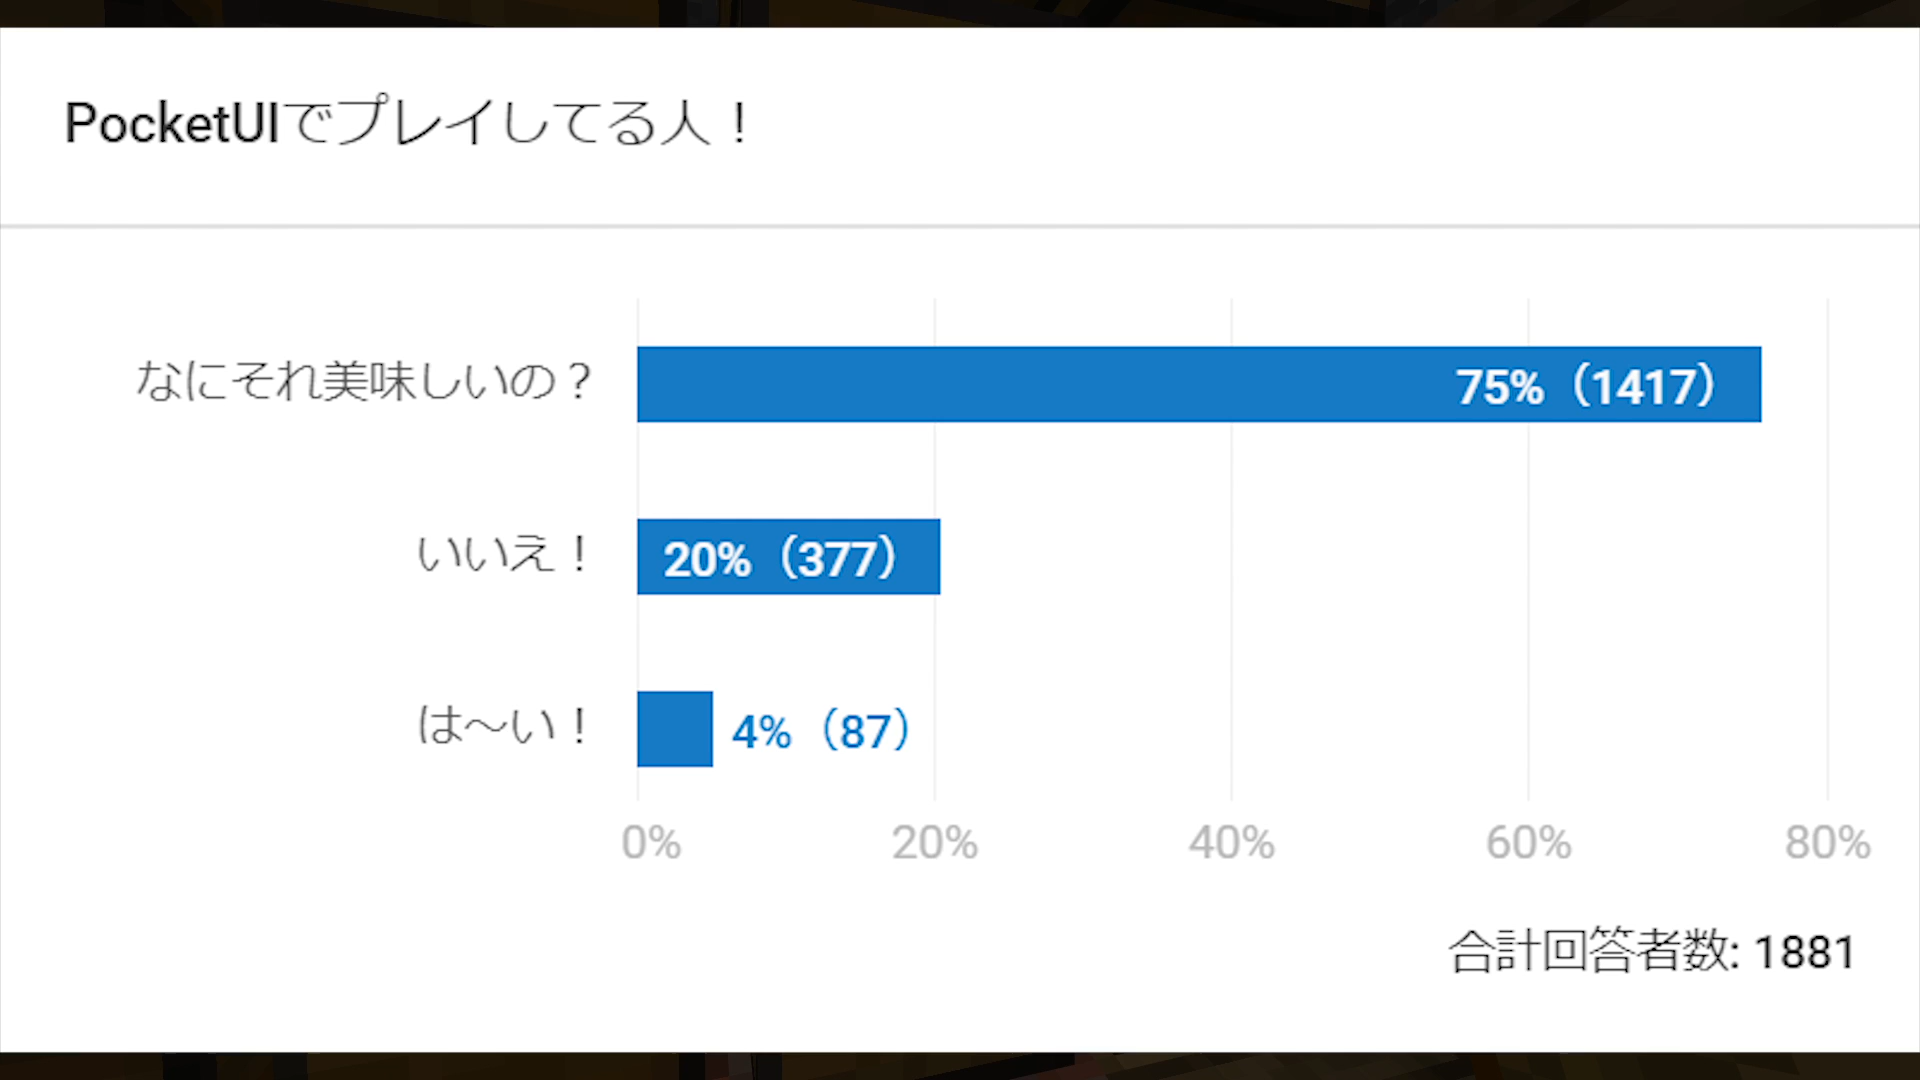 PocketUIでプレイしてる人！
なにそれ美味しいの？
75%（1417）
いいえ！
20%（377）
は～い！
4%（87）
0% 20% 40% 60% 80%
合計回答者数: 1881